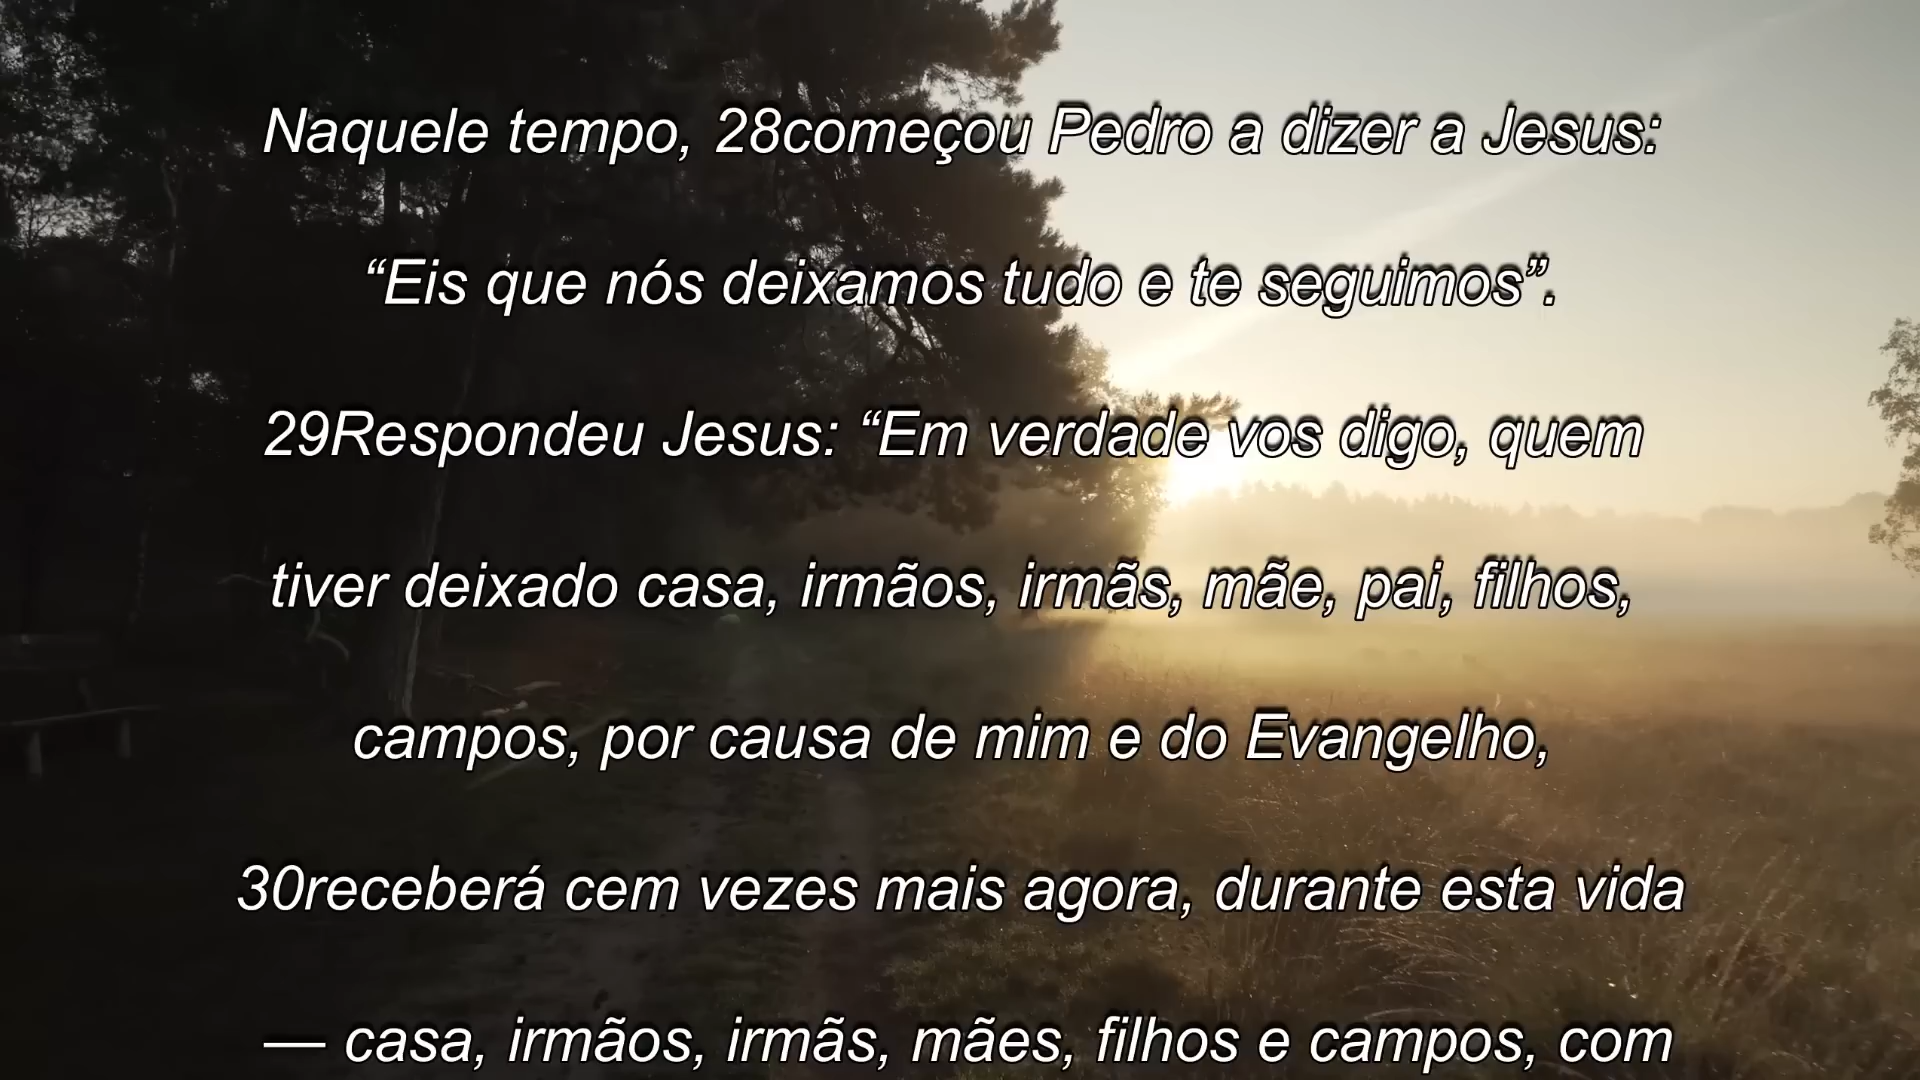 Naquele tempo, 28começou Pedro a dizer a Jesus:
“Eis que nós deixamos tudo e te seguimos”.
29Respondeu Jesus: “Em verdade vos digo, quem
tiver deixado casa, irmãos, irmãs, mãe, pai, filhos,
campos, por causa de mim e do Evangelho,
30receberá cem vezes mais agora, durante esta vida
— casa, irmãos, irmãs, mães, filhos e campos, com